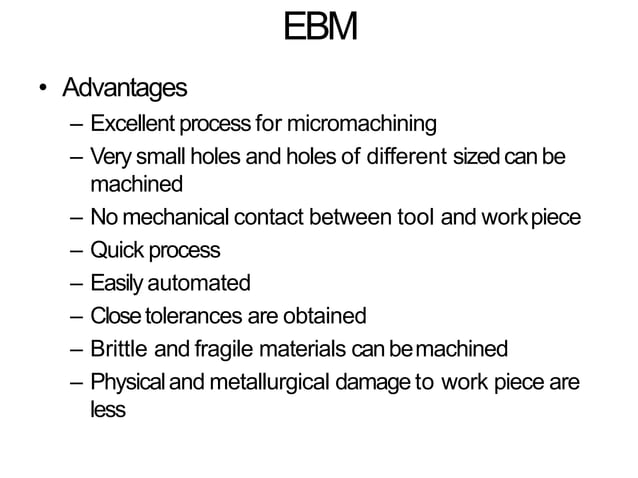 EBM
• Advantages
– Excellent process for micromachining
– Very small holes and holes of different sized can be
machined
– No mechanical contact between tool and work piece
– Quick process
– Easily automated
– Close tolerances are obtained
– Brittle and fragile materials can be machined
– Physical and metallurgical damage to work piece are
less